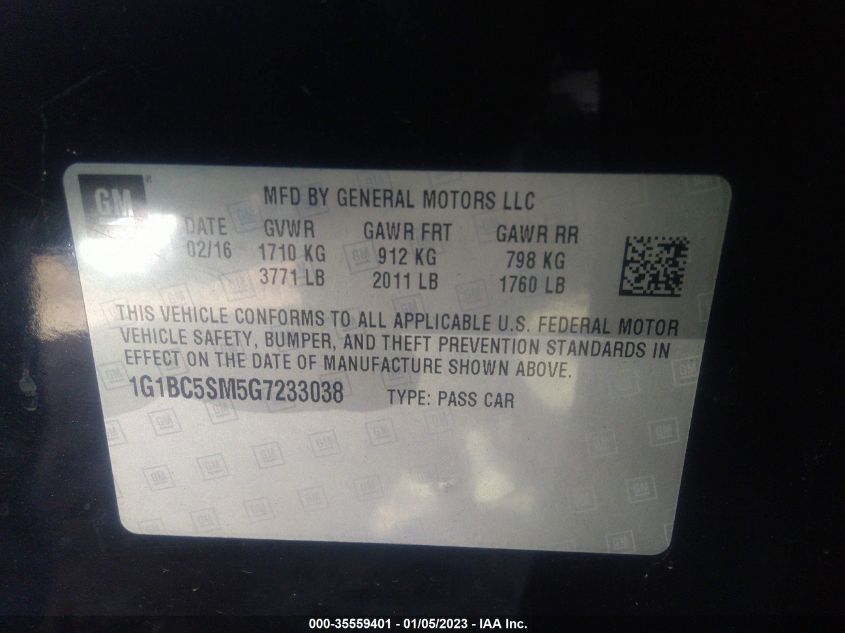 GM
MFD BY GENERAL MOTORS LLC
DATE GVWR GAWR FRT GAWR RR
02/16 1710 KG 912 KG 798 KG
3771 LB 2011 LB 1760 LB
THIS VEHICLE CONFORMS TO ALL APPLICABLE U.S. FEDERAL MOTOR
VEHICLE SAFETY, BUMPER, AND THEFT PREVENTION STANDARDS IN
EFFECT ON THE DATE OF MANUFACTURE SHOWN ABOVE.
1G1BC5SM5G7233038 TYPE: PASS CAR
000-35559401 - 01/05/2023 - IAA Inc.